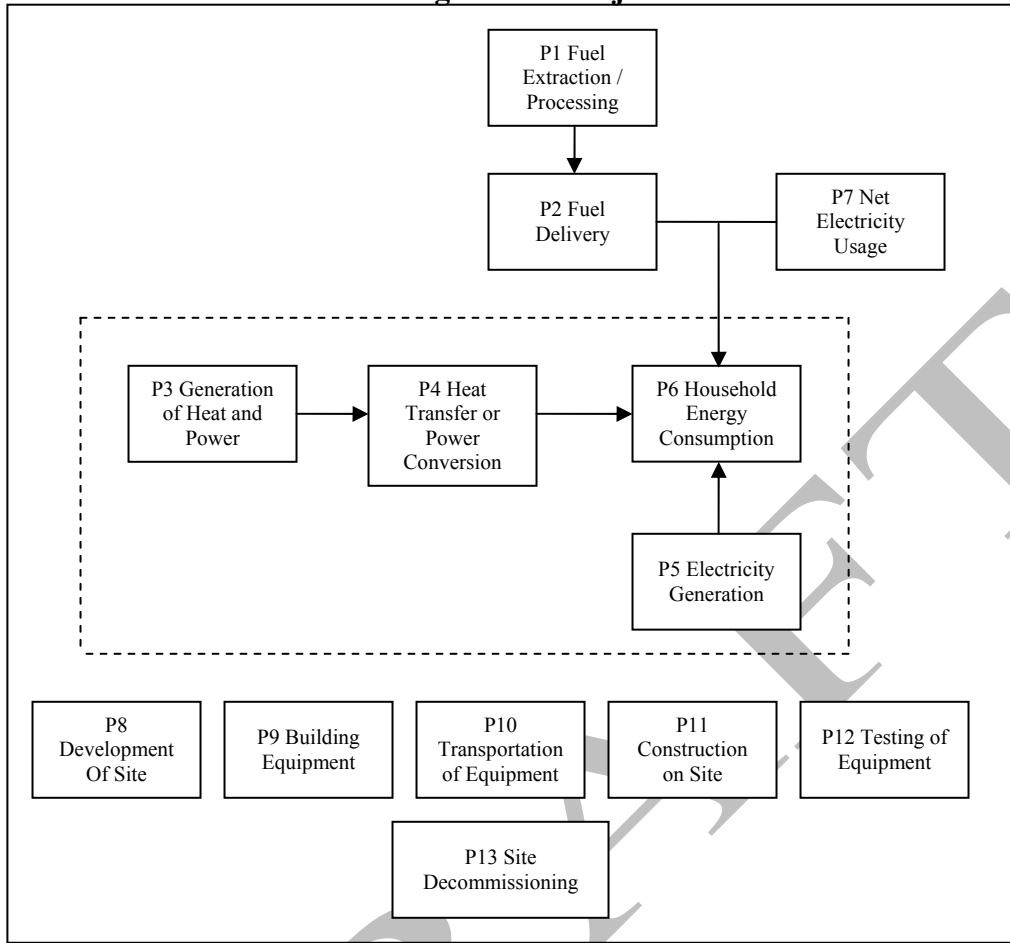 P1 Fuel
Extraction /
Processing
P2 Fuel
Delivery
P7 Net
Electricity
Usage
P3 Generation
of Heat and
Power
P4 Heat
Transfer or
Power
Conversion
P6 Household
Energy
Consumption
P5 Electricity
Generation
P8
Development
Of Site
P9 Building
Equipment
P10
Transportation
of Equipment
P11
Construction
on Site
P12 Testing of
Equipment
P13 Site
Decommissioning
DRAFT